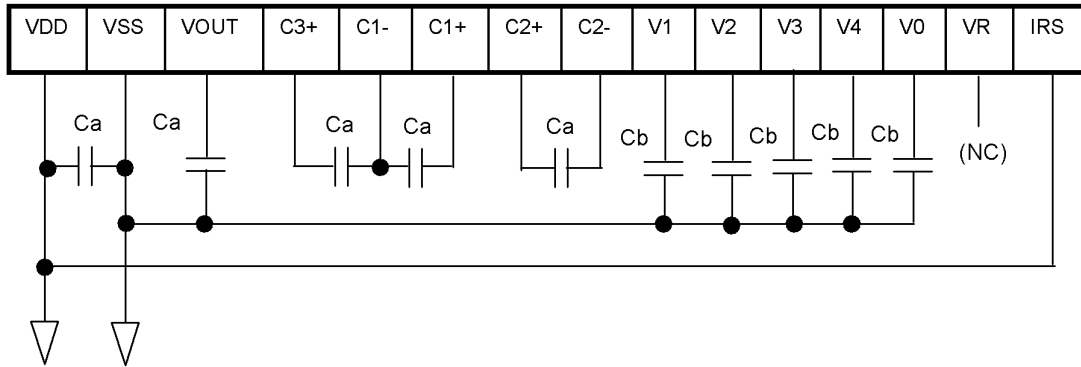 VDD VSS VOUT C3+ C1- C1+ C2+ C2- V1 V2 V3 V4 V0 VR IRS
Ca Ca Ca Ca Ca Cb Cb Cb Cb Cb
(NC)